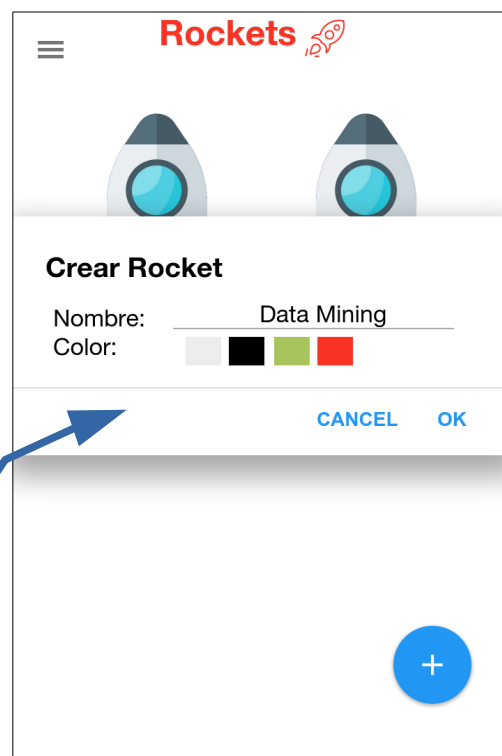 Rockets
Crear Rocket
Nombre: Data Mining
Color:
CANCEL OK
+